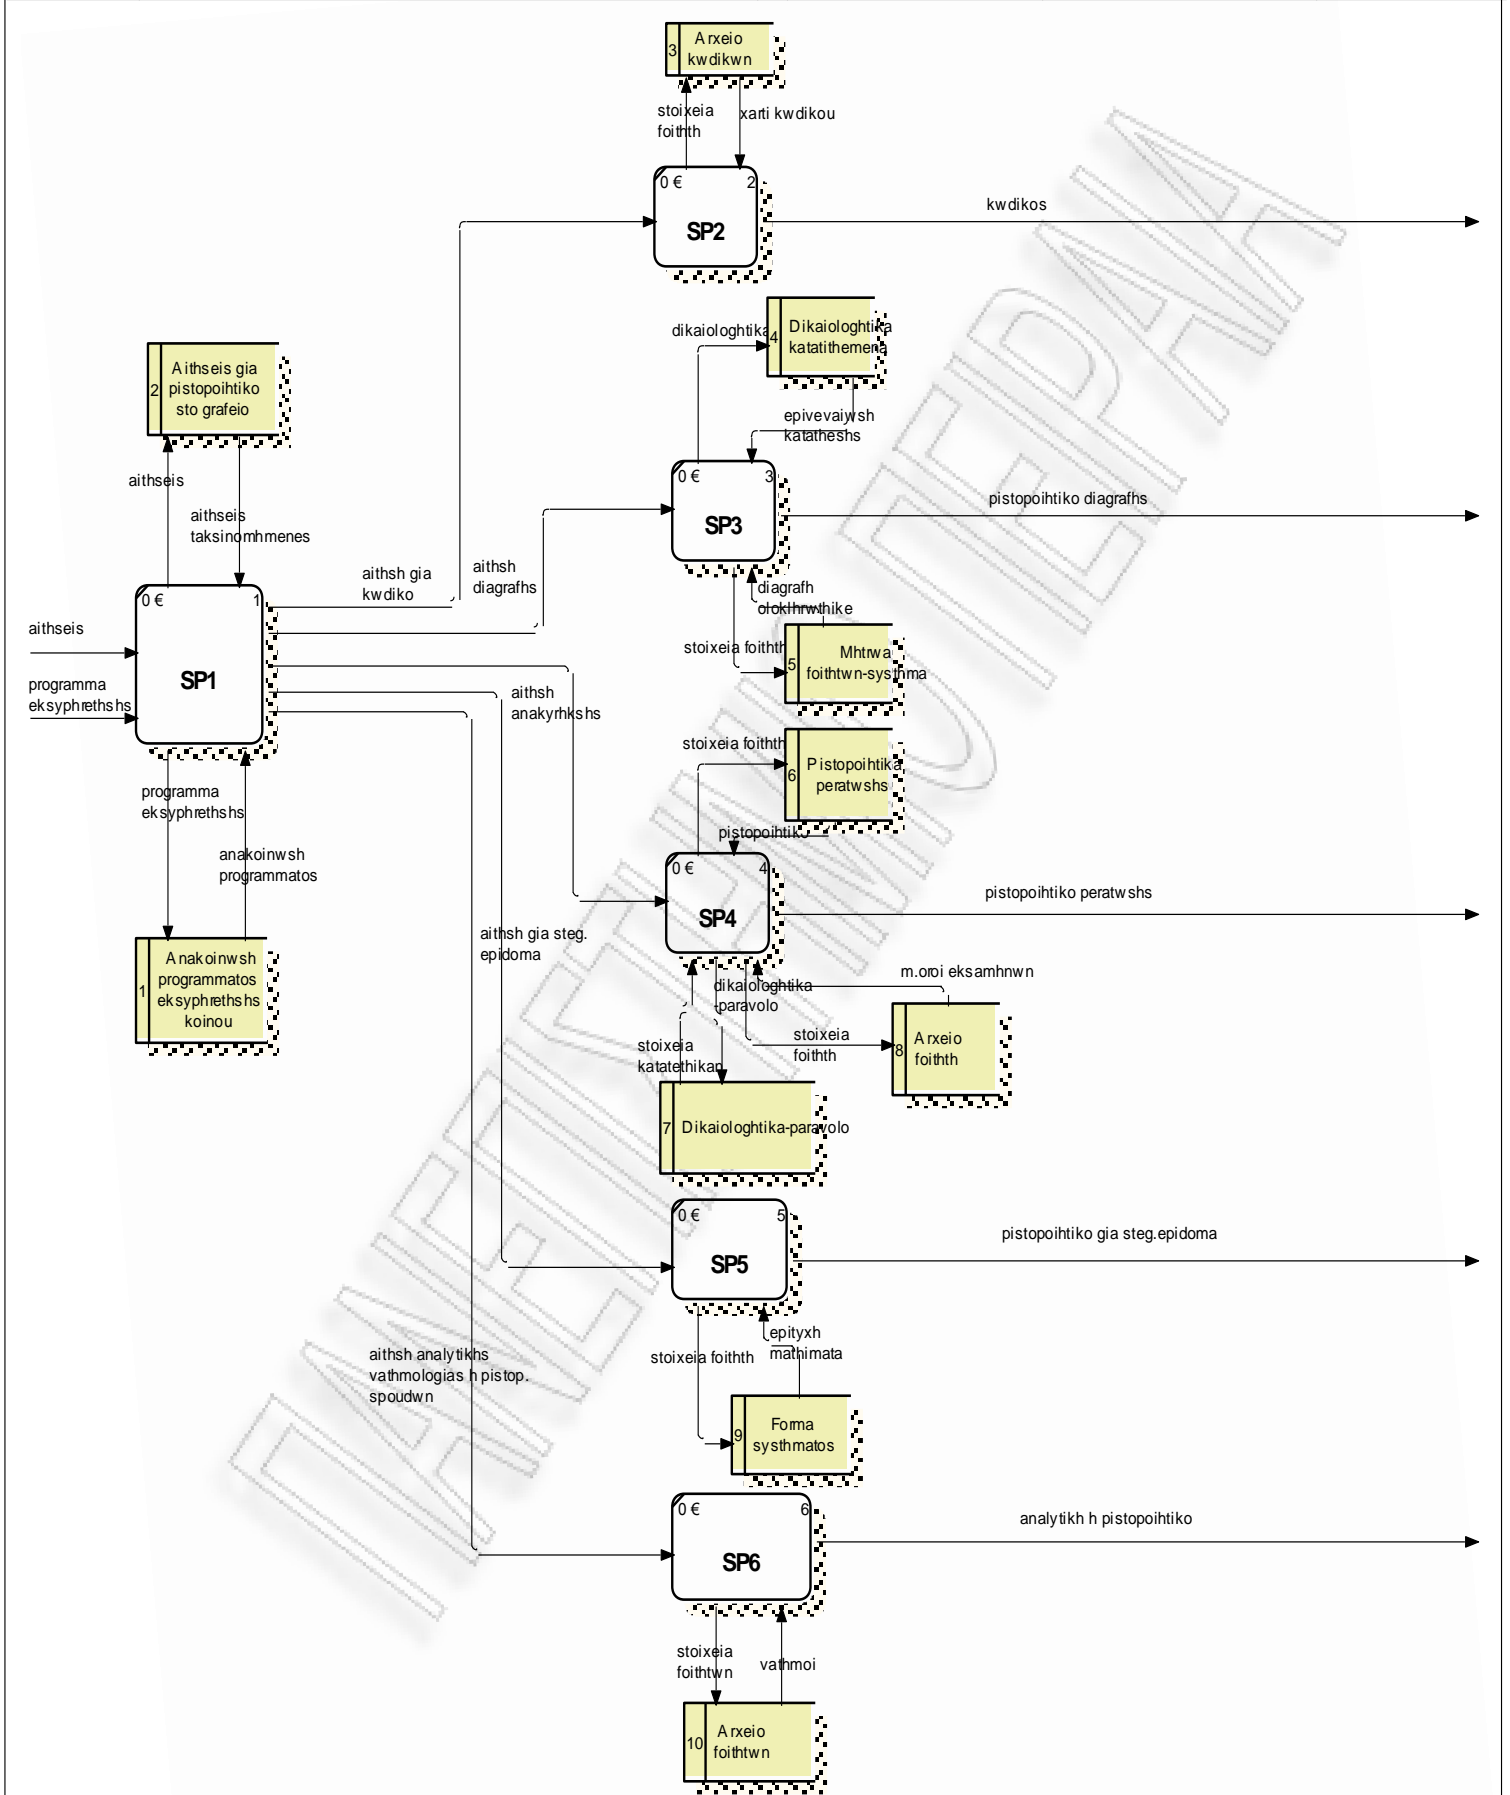 3
Arxeio
kwdikwn
stoixeia
foithth
xarti kwdikou
0 €
2
SP2
kwdikos
dikaiologhtika
4
Dikaiologhtika
katatithemena
2
Aithseis gia
pistopoihtiko
sto grafeio
epivevaiwsh
katatheshs
aithseis
aithseis
taksinomhmenes
0 €
3
SP3
pistopoihtiko diagrafhs
aithsh gia
kwdiko
aithsh
diagrafhs
diagrafh
oloklhrwthike
0 €
1
SP1
aithseis
programma
eksyphrethshs
stoixeia foithth
5
Mhtrwa
foithtwn-systhma
aithsh
anakyrhkshs
stoixeia foithth
6
Pistopoihtika
peratwshs
pistopoihtiko
programma
eksyphrethshs
anakoinwsh
programmatos
0 €
4
SP4
pistopoihtiko peratwshs
aithsh gia steg.
epidoma
1
Anakoinwsh
programmatos
eksyphrethshs
koinou
dikaiologhtika
-paravolo
m.oroi eksamhnwn
stoixeia
katatethikan
stoixeia
foithth
8
Arxeio
foithth
7
Dikaiologhtika-paravolo
0 €
5
SP5
pistopoihtiko gia steg.epidoma
epityxh
mathimata
stoixeia foithth
aithsh analytikhs
vathmologias h pistop.
spoudwn
9
Forma
systhmatos
0 €
6
SP6
analytikh h pistopoihtiko
stoixeia
foithtwn
vathmoi
10
Arxeio
foithtwn
ΠΑΝΕΠΙΣΤΗΜΙΟ ΠΕΙΡΑΙΑ